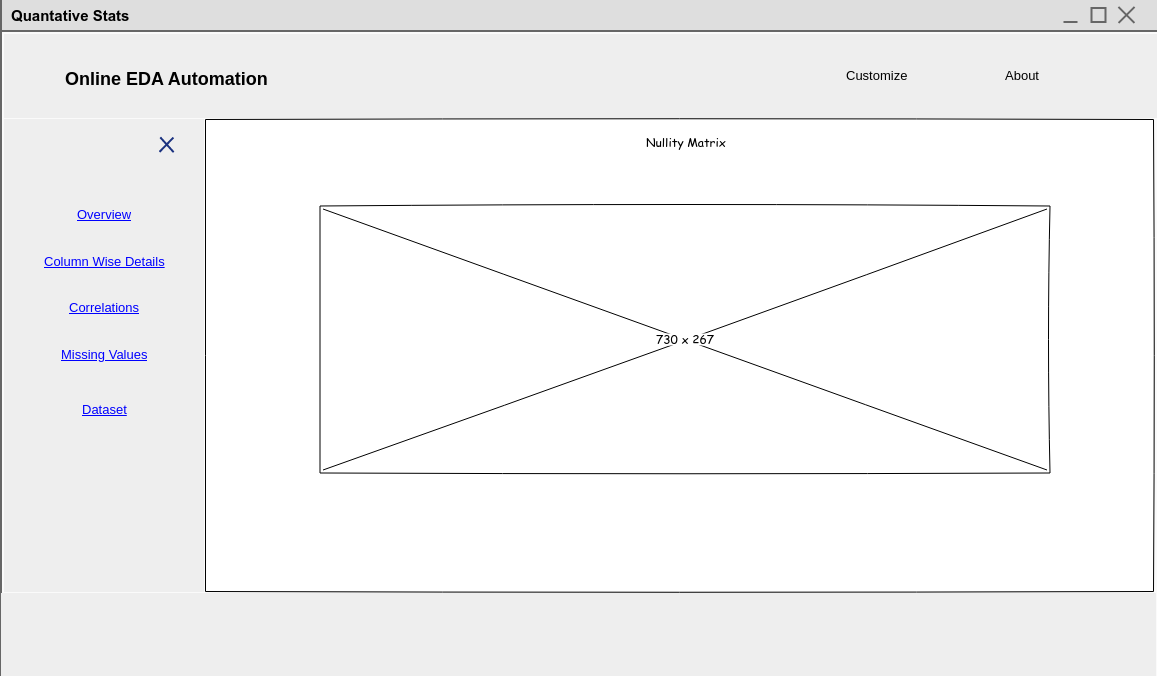 Quantative Stats
Online EDA Automation
Customize
About
Nullity Matrix
Overview
Column Wise Details
Correlations
730 x 267
Missing Values
Dataset